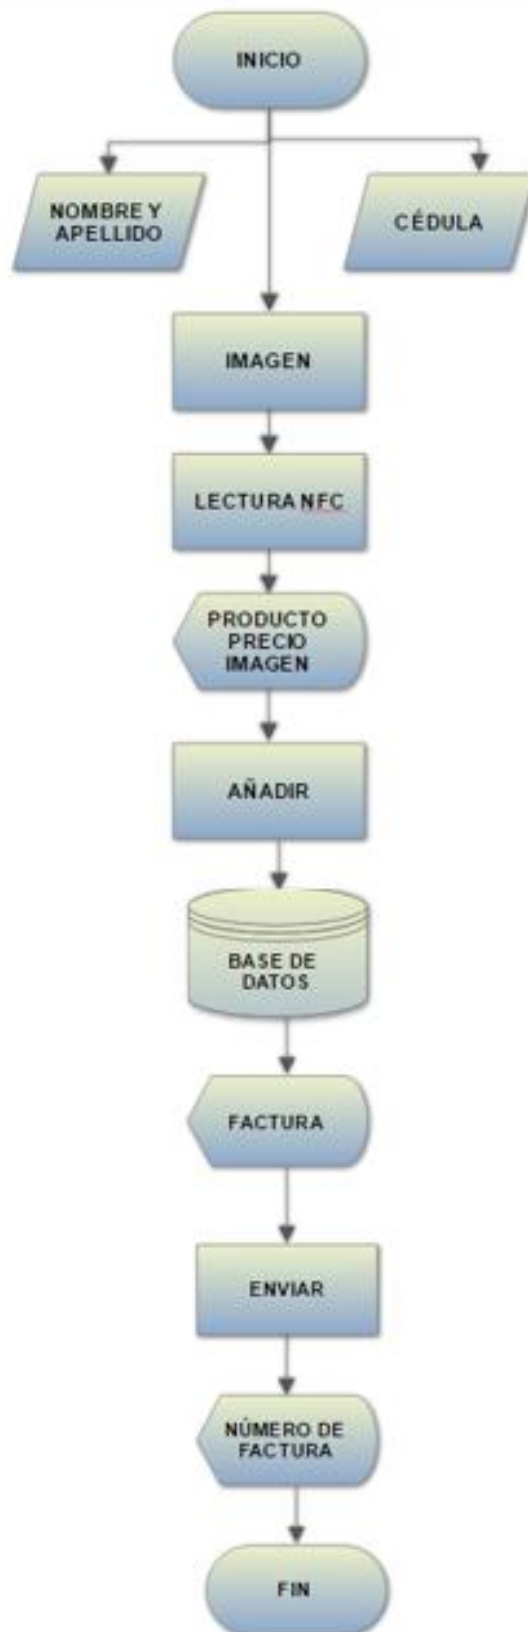 INICIO
NOMBRE Y
APELLIDO
CÉDULA
IMAGEN
LECTURA NFC
PRODUCTO
PRECIO
IMAGEN
AÑADIR
BASE DE
DATOS
FACTURA
ENVIAR
NÚMERO DE
FACTURA
FIN